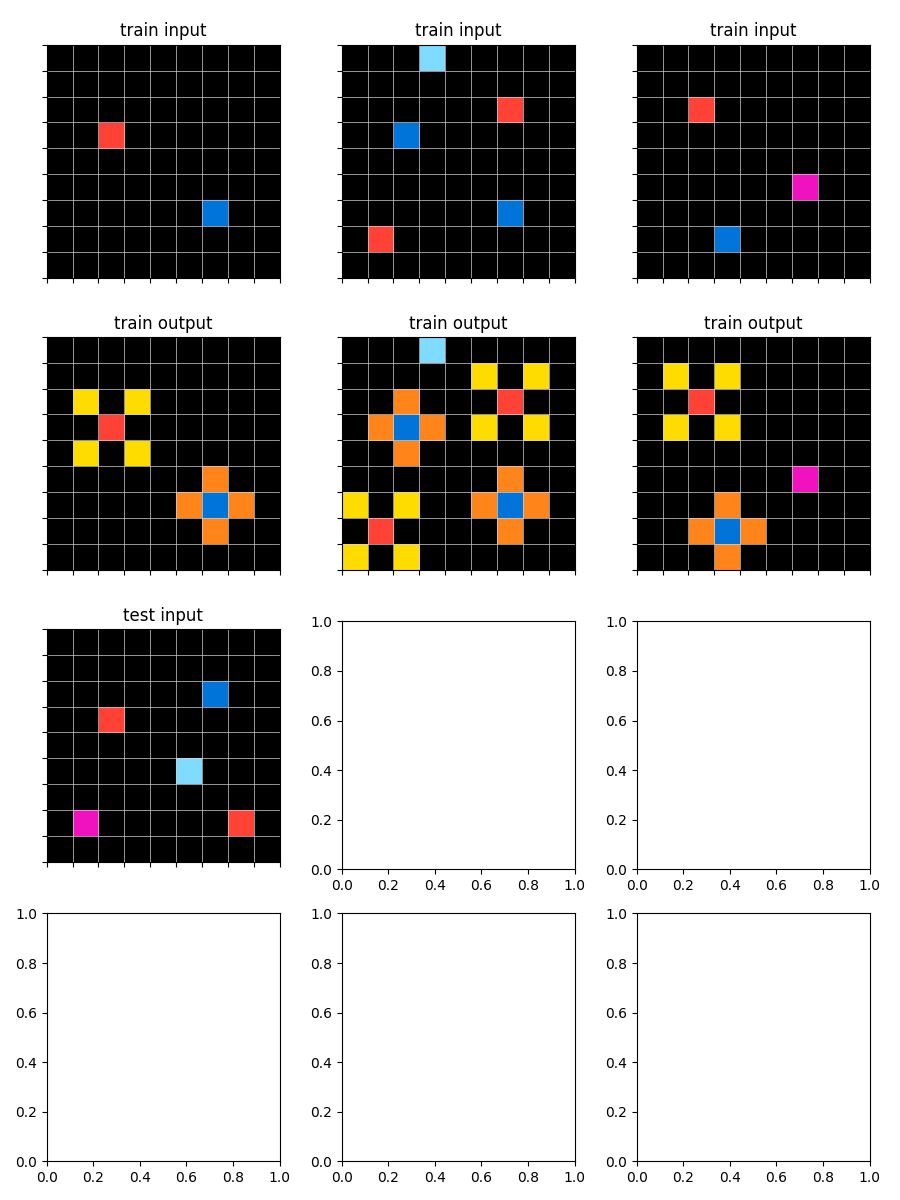 train input train input train input
train output train output train output
test input
1.0 1.0
0.8 0.8
0.6 0.6
0.4 0.4
0.2 0.2
0.0 0.0
0.0 0.2 0.4 0.6 0.8 1.0 0.0 0.2 0.4 0.6 0.8 1.0
1.0 1.0 1.0
0.8 0.8 0.8
0.6 0.6 0.6
0.4 0.4 0.4
0.2 0.2 0.2
0.0 0.0 0.0
0.0 0.2 0.4 0.6 0.8 1.0 0.0 0.2 0.4 0.6 0.8 1.0 0.0 0.2 0.4 0.6 0.8 1.0